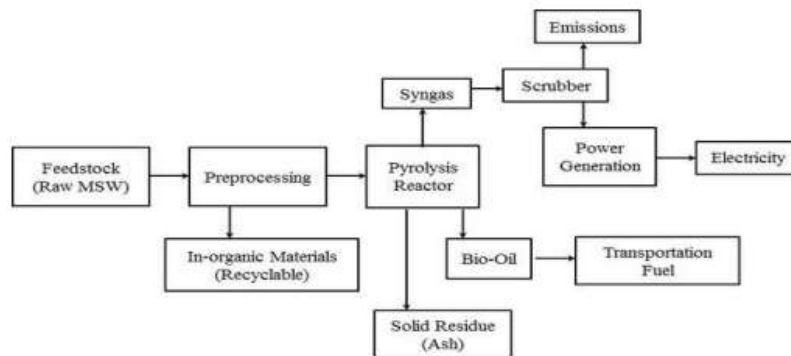 Emissions
Syngas
Scrubber
Feedstock
(Raw MSW)
Preprocessing
Pyrolysis
Reactor
Power
Generation
Electricity
In-organic Materials
(Recyclable)
Bio-Oil
Transportation
Fuel
Solid Residue
(Ash)